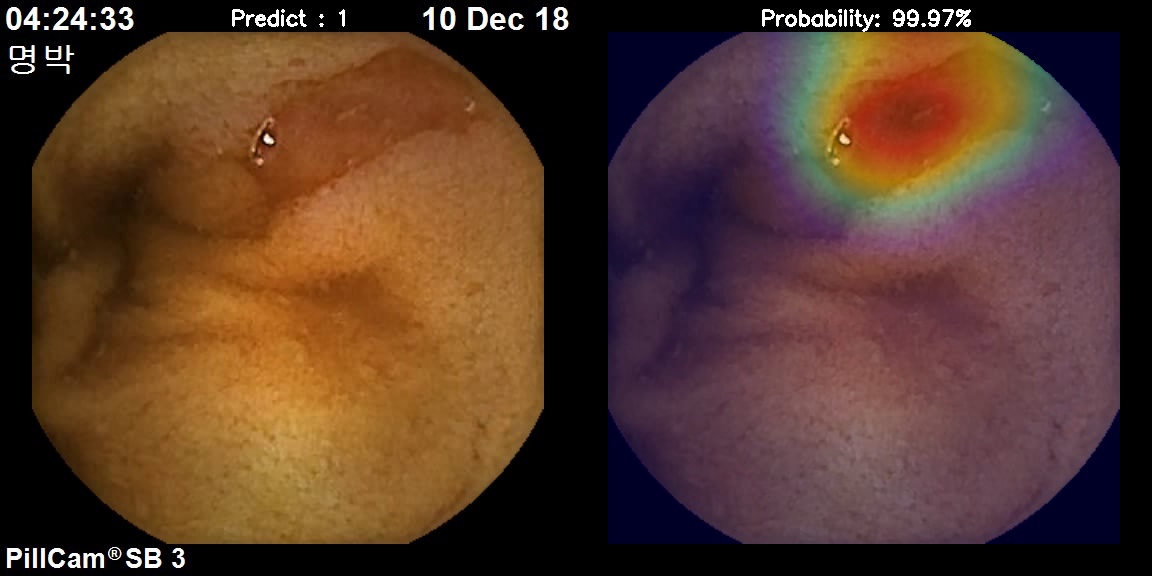 04:24:33 Predict : 1 10 Dec 18 Probability: 99.97%
명박
PillCam® SB 3